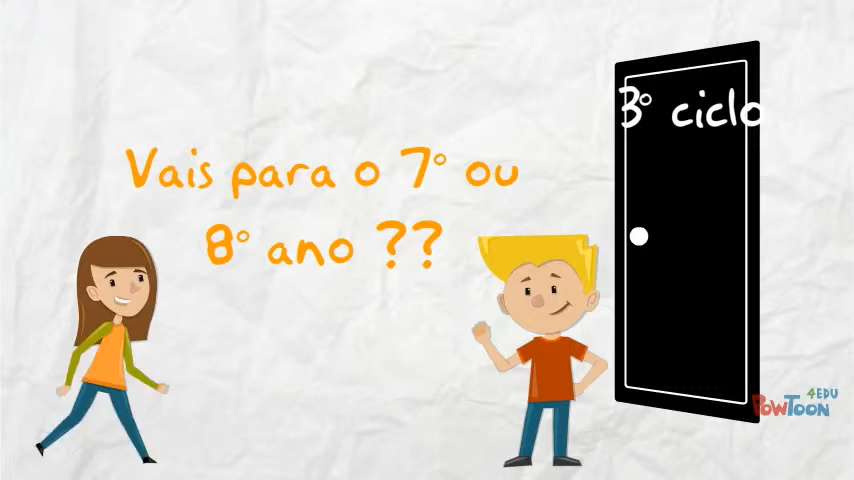 3º ciclo
Vais para o 7º ou
8º ano ??
4EDU
POWTOON